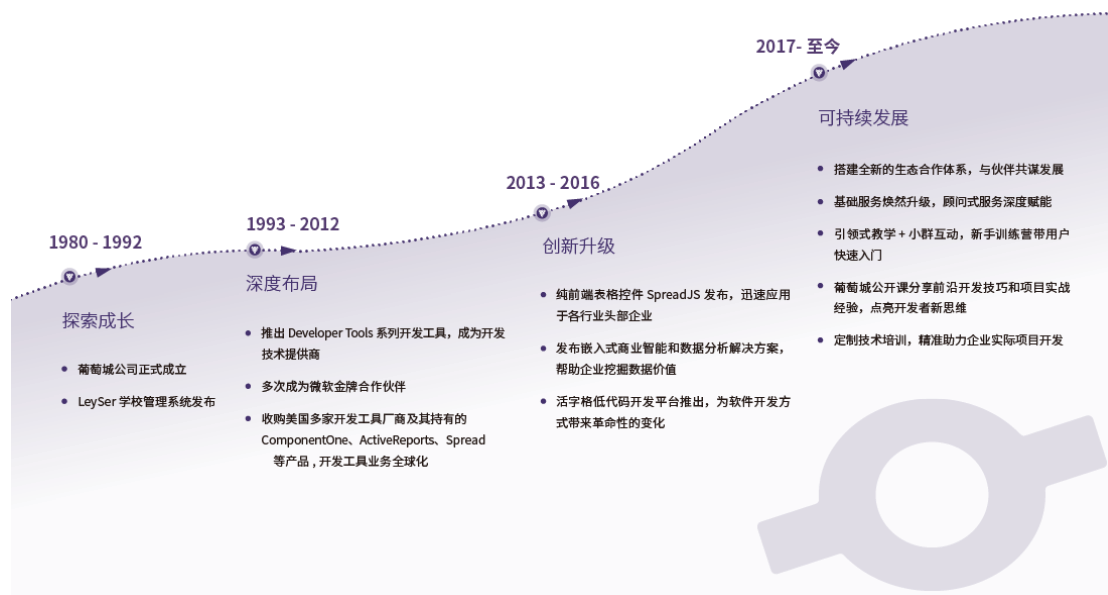 1980 - 1992
探索成长
葡萄城公司正式成立
LeySer 学校管理系统发布
1993 - 2012
深度布局
推出 Developer Tools 系列开发工具，成为开发
技术提供商
多次成为微软金牌合作伙伴
收购美国多家开发工具厂商及其持有的
ComponentOne、ActiveReports、Spread
等产品 , 开发工具业务全球化
2013 - 2016
创新升级
纯前端表格控件 SpreadJS 发布，迅速应用
于各行业头部企业
发布嵌入式商业智能和数据分析解决方案，
帮助企业挖掘数据价值
活字格低代码开发平台推出，为软件开发方
式带来革命性的变化
2017- 至今
可持续发展
搭建全新的生态合作体系，与伙伴共谋发展
基础服务焕然升级，顾问式服务深度赋能
引领式教学 + 小群互动，新手训练营带用户
快速入门
葡萄城公开课分享前沿开发技巧和项目实战
经验，点亮开发者新思维
定制技术培训，精准助力企业实际项目开发